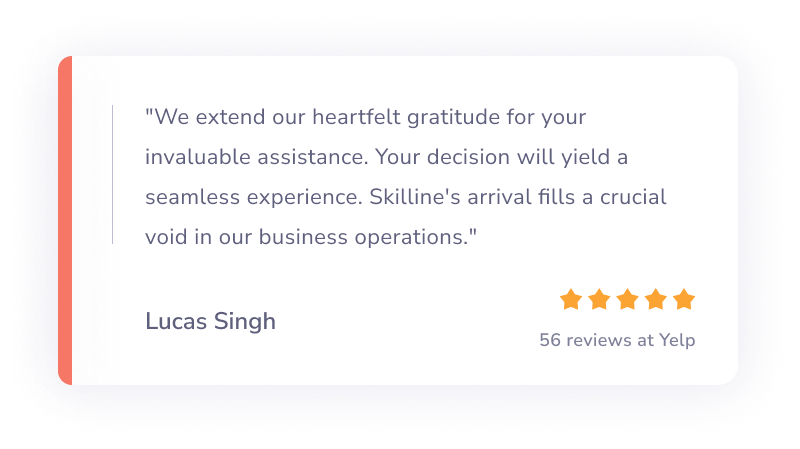 "We extend our heartfelt gratitude for your
invaluable assistance. Your decision will yield a
seamless experience. Skilline's arrival fills a crucial
void in our business operations."
Lucas Singh
56 reviews at Yelp